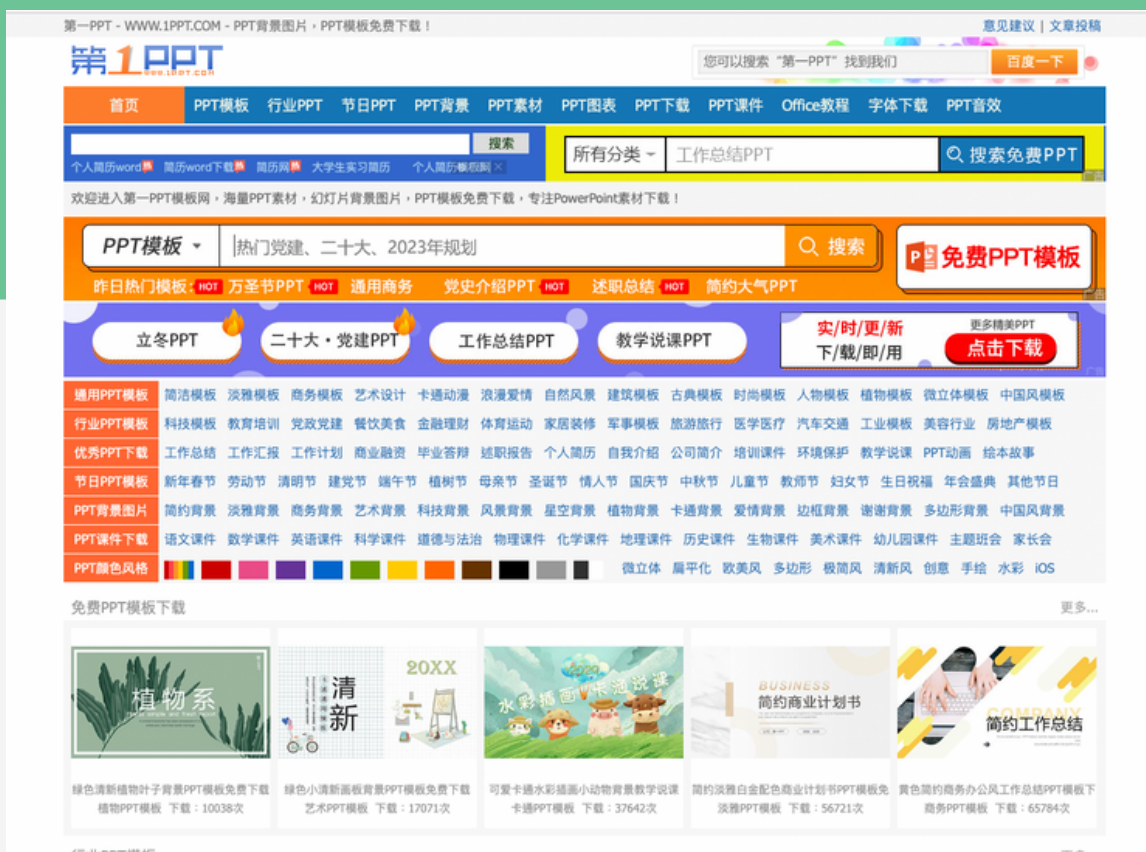 第一PPT - WWW.1PPT.COM - PPT背景图片，PPT模板免费下载！
意见建议 | 文章投稿
第1PPT
WWW.1PPT.COM
您可以搜索“第一PPT”找到我们
百度一下
首页 PPT模板 行业PPT 节日PPT PPT背景 PPT素材 PPT图表 PPT下载 PPT课件 Office教程 字体下载 PPT音效
搜索
个人简历word 热 简历word下载 热 简历网 热 大学生实习简历 个人简历模板
所有分类 工作总结PPT 搜索免费PPT
广告
欢迎进入第一PPT模板网，海量PPT素材，幻灯片背景图片，PPT模板免费下载，专注PowerPoint素材下载！
PPT模板 热门党建、二十大、2023年规划 搜索
免费PPT模板
昨日热门模板: HOT 万圣节PPT HOT 通用商务 党史介绍PPT HOT 述职总结 HOT 简约大气PPT
广告
立冬PPT 二十大·党建PPT 工作总结PPT 教学说课PPT
实/时/更/新
下/载/即/用
更多精美PPT
点击下载
广告
通用PPT模板 简洁模板 淡雅模板 商务模板 艺术设计 卡通动漫 浪漫爱情 自然风景 建筑模板 古典模板 时尚模板 人物模板 植物模板 微立体模板 中国风模板
行业PPT模板 科技模板 教育培训 党政党建 餐饮美食 金融理财 体育运动 家居装修 军事模板 旅游旅行 医学医疗 汽车交通 工业模板 美容行业 房地产模板
优秀PPT下载 工作总结 工作汇报 工作计划 商业融资 毕业答辩 述职报告 个人简历 自我介绍 公司简介 培训课件 环境保护 教学说课 PPT动画 绘本故事
节日PPT模板 新年春节 劳动节 清明节 建党节 端午节 植树节 母亲节 圣诞节 情人节 国庆节 中秋节 儿童节 教师节 妇女节 生日祝福 年会盛典 其他节日
PPT背景图片 简约背景 淡雅背景 商务背景 艺术背景 科技背景 风景背景 星空背景 植物背景 卡通背景 爱情背景 边框背景 谢谢背景 多边形背景 中国风背景
PPT课件下载 语文课件 数学课件 英语课件 科学课件 道德与法治 物理课件 化学课件 地理课件 历史课件 生物课件 美术课件 幼儿园课件 主题班会 家长会
PPT颜色风格 微立体 扁平化 欧美风 多边形 极简风 清新风 创意 手绘 水彩 iOS
免费PPT模板下载
更多...
植物系
清新
20XX
2020
水彩插画卡通说课
BUSINESS
简约商业计划书
COMPANY
简约工作总结
绿色清新植物叶子背景PPT模板免费下载
植物PPT模板 下载：10038次
绿色小清新画板背景PPT模板免费下载
艺术PPT模板 下载：17071次
可爱卡通水彩插画小动物背景教学说课
卡通PPT模板 下载：37642次
简约淡雅白金配色商业计划书PPT模板免
淡雅PPT模板 下载：56721次
黄色简约商务办公风工作总结PPT模板下
商务PPT模板 下载：65784次